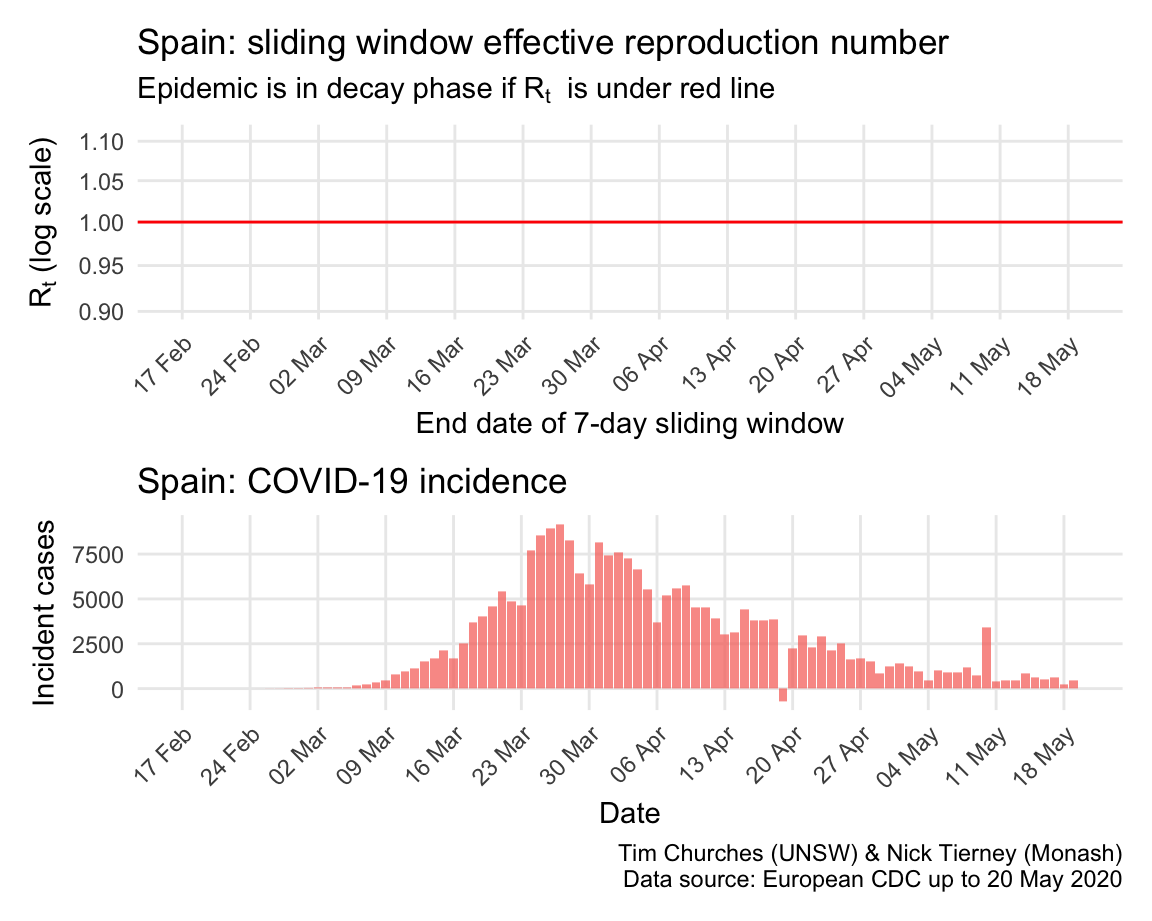 Spain: sliding window effective reproduction number
Epidemic is in decay phase if Rt is under red line
Rt (log scale)
1.10
1.05
1.00
0.95
0.90
17 Feb
24 Feb
02 Mar
09 Mar
16 Mar
23 Mar
30 Mar
06 Apr
13 Apr
20 Apr
27 Apr
04 May
11 May
18 May
End date of 7-day sliding window
Spain: COVID-19 incidence
Incident cases
7500
5000
2500
0
17 Feb
24 Feb
02 Mar
09 Mar
16 Mar
23 Mar
30 Mar
06 Apr
13 Apr
20 Apr
27 Apr
04 May
11 May
18 May
Date
Tim Churches (UNSW) & Nick Tierney (Monash)
Data source: European CDC up to 20 May 2020